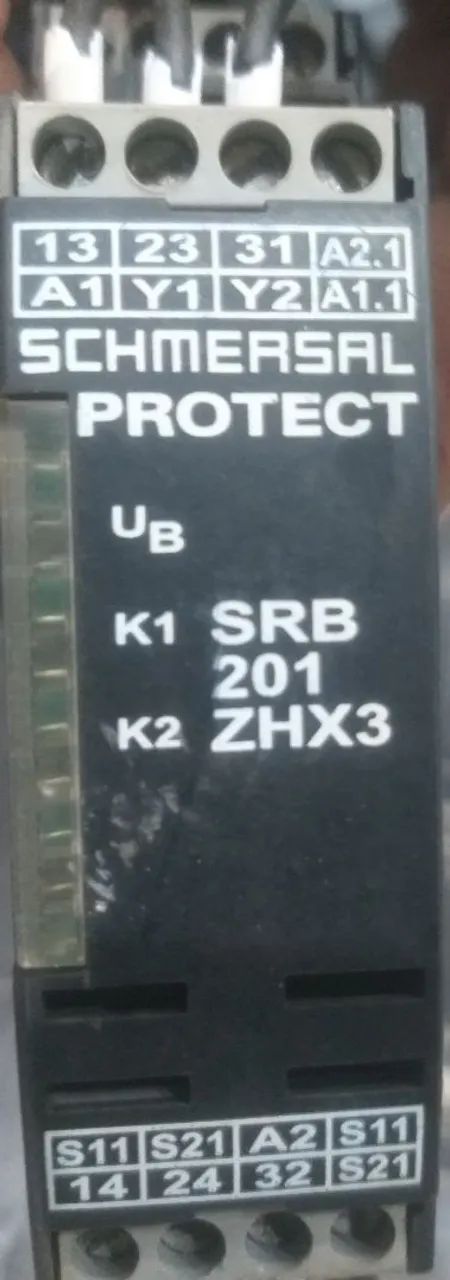 13 23 31 A2.1
A1 Y1 Y2 A1.1
SCHMERSAL
PROTECT
UB
K1 SRB
201
K2 ZHX3
S11 S21 A2 S11
14 24 32 S21